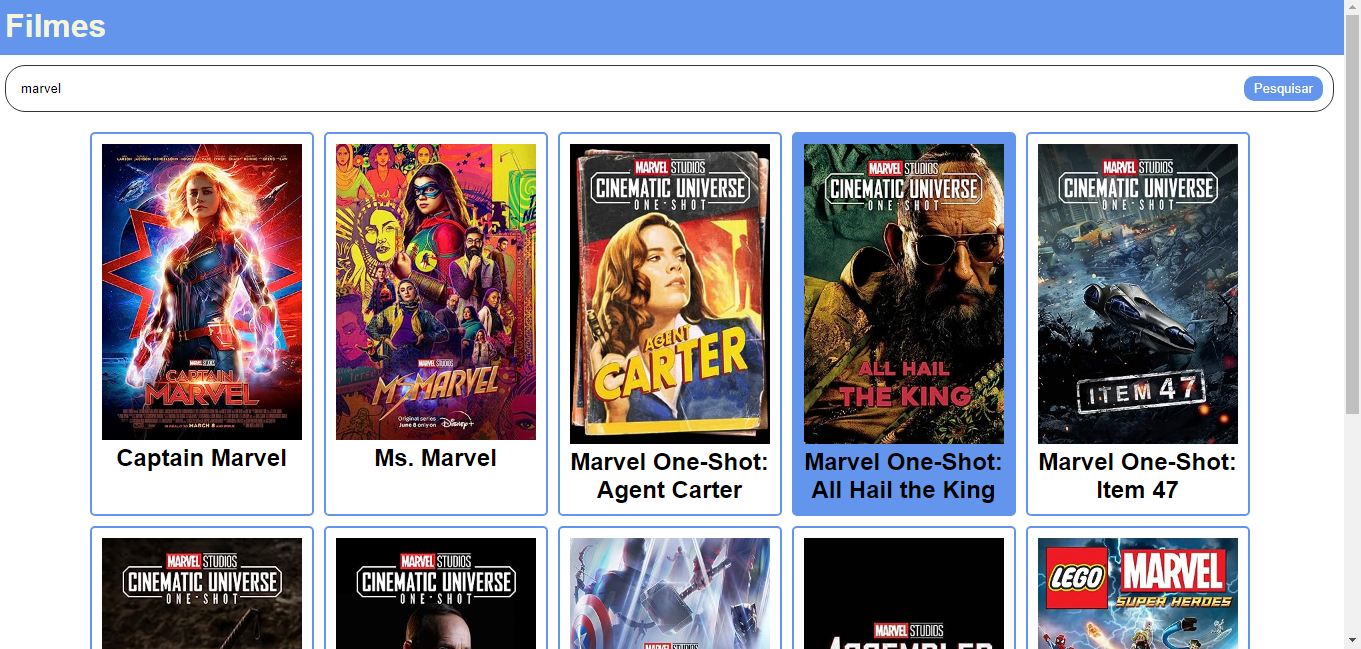 Filmes
marvel
Pesquisar
MARVEL STUDIOS
CAPTAIN
MARVEL
MARCH 8
Captain Marvel
MARVEL STUDIOS
MS. MARVEL
Original series
June 8 only on Disney+
Ms. Marvel
MARVEL STUDIOS
CINEMATIC UNIVERSE
ONE-SHOT
AGENT
CARTER
Marvel One-Shot:
Agent Carter
MARVEL STUDIOS
CINEMATIC UNIVERSE
ONE-SHOT
ALL HAIL
THE KING
Marvel One-Shot:
All Hail the King
MARVEL STUDIOS
CINEMATIC UNIVERSE
ONE-SHOT
ITEM 47
Marvel One-Shot:
Item 47
MARVEL STUDIOS
CINEMATIC UNIVERSE
ONE-SHOT
MARVEL STUDIOS
CINEMATIC UNIVERSE
ONE-SHOT
MARVEL STUDIOS
MARVEL STUDIOS
ASSEMBLED
LEGO MARVEL
SUPER HEROES